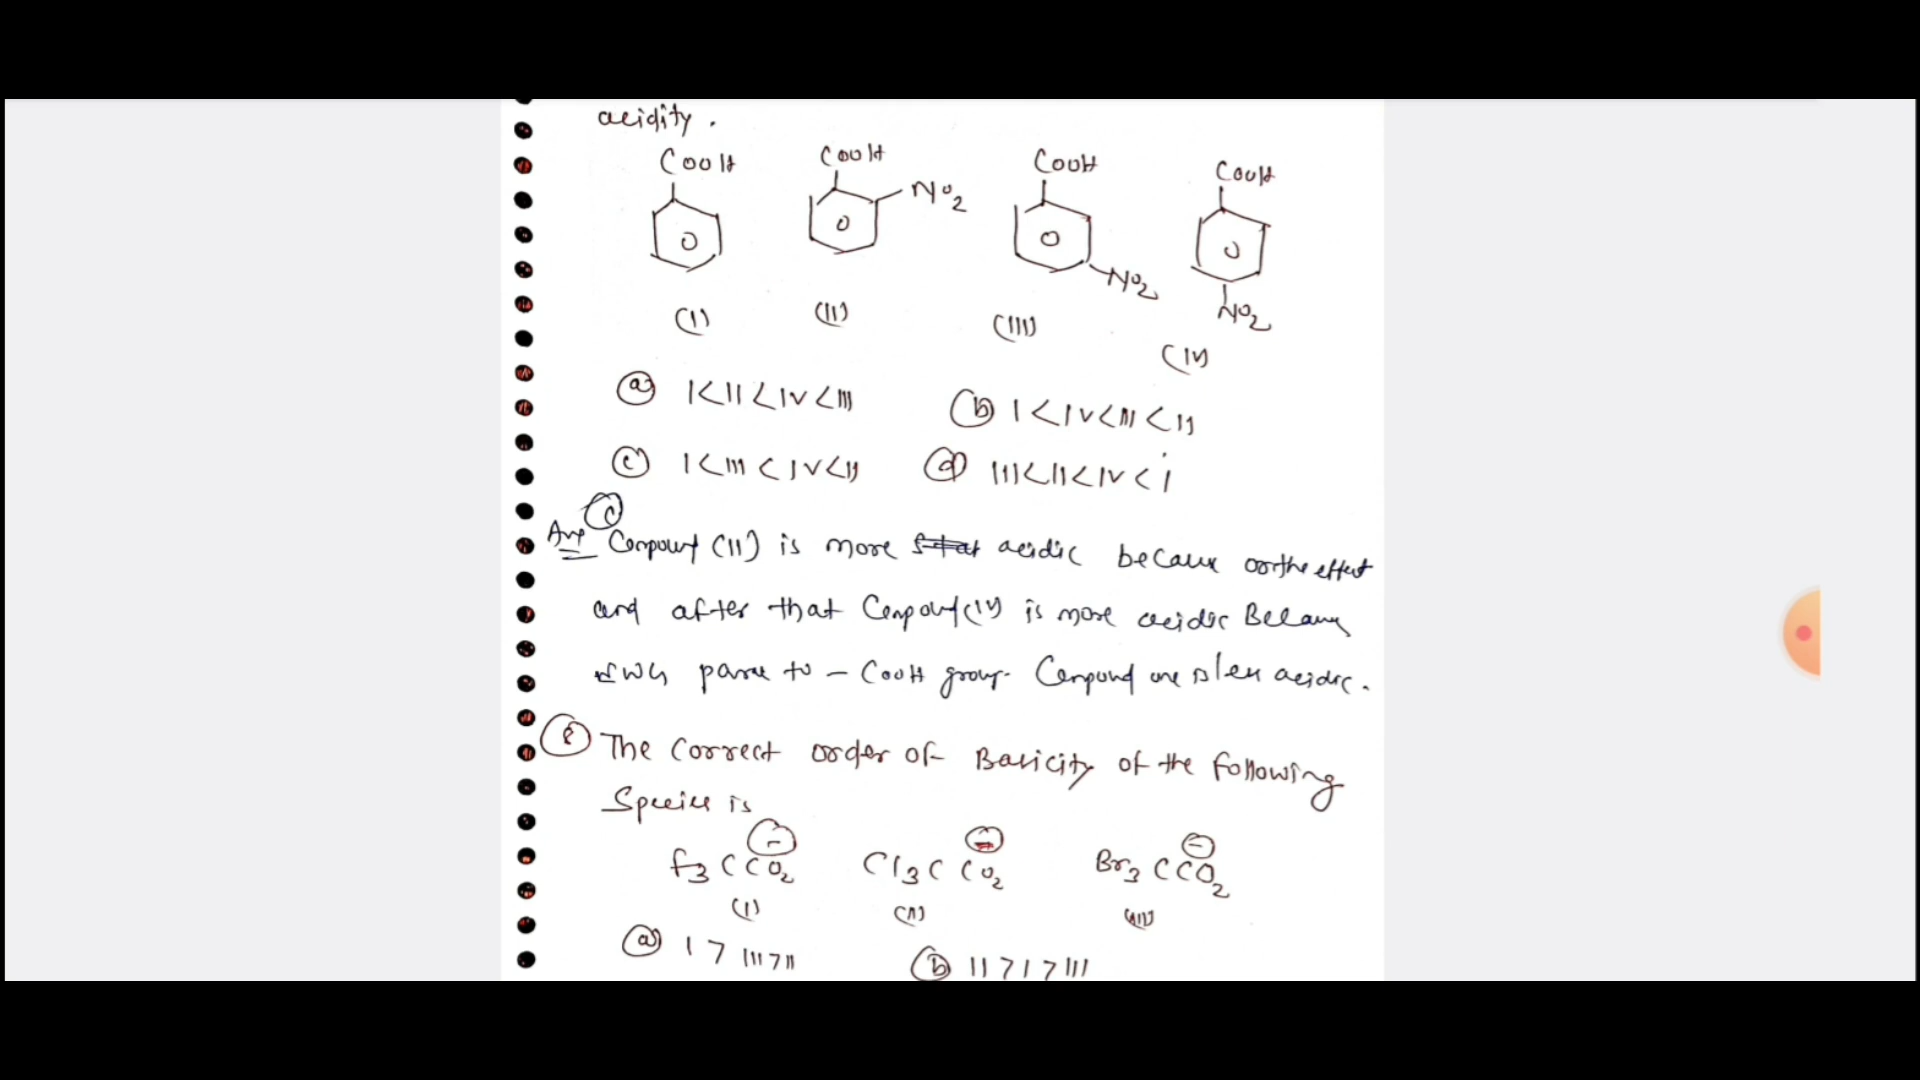 acidity.
COOH COOH COOH COOH
NO2
NO2
NO2
(I) (II) (III) (IV)
(a) I<II<IV<III (b) I<IV<III<II
(c) I<III<IV<II (d) III<II<IV<I
(c)
Ans Compound (II) is more acidic because ortho effect
and after that Compound (IV) is more acidic Because
EWG para to - COOH group. Compound one is less acidic.
(8) The Correct order of Basicity of the following
Species is
F3CCO2⊖ Cl3CCO2⊖ Br3CCO2⊖
(I) (II) (III)
(a) I > III > II (b) II > I > III